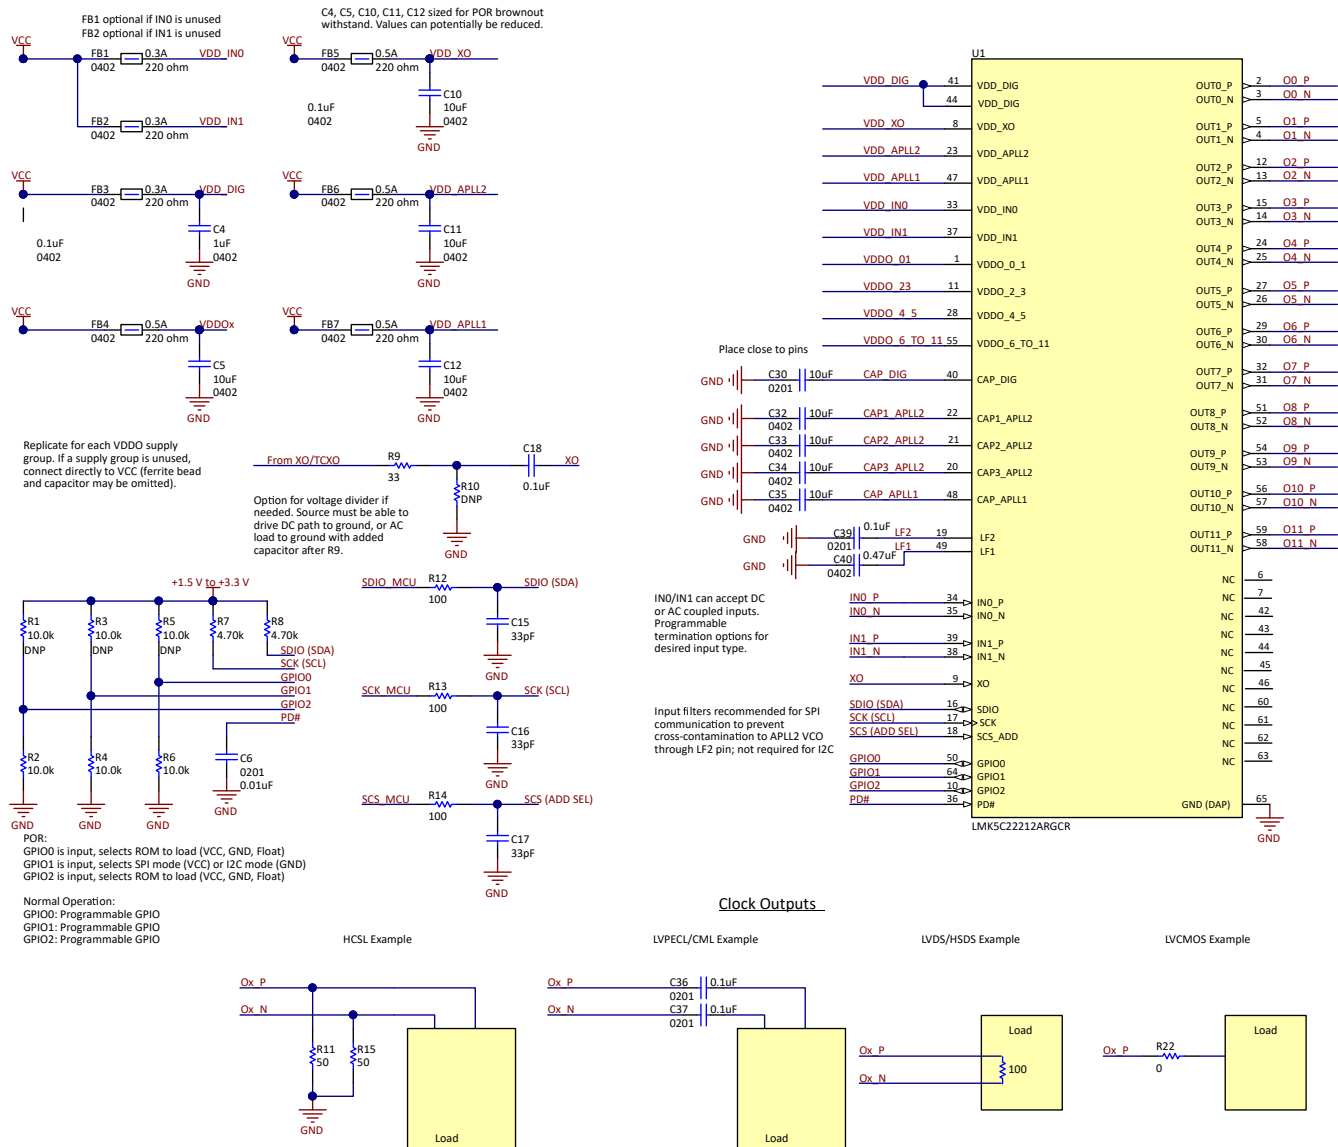 FB1 optional if IN0 is unused
FB2 optional if IN1 is unused
C4, C5, C10, C11, C12 sized for POR brownout
withstand. Values can potentially be reduced.
VCC
FB1
0402
0.3A
220 ohm
VDD_IN0
FB2
0402
0.3A
220 ohm
VDD_IN1
VCC
FB5
0402
0.5A
220 ohm
VDD_XO
0.1uF
0402
C10
10uF
0402
GND
VCC
FB3
0402
0.3A
220 ohm
VDD_DIG
0.1uF
0402
C4
1uF
0402
GND
VCC
FB6
0402
0.5A
220 ohm
VDD_APLL2
C11
10uF
0402
GND
VCC
FB4
0402
0.5A
220 ohm
VDDOx
C5
10uF
0402
GND
VCC
FB7
0402
0.5A
220 ohm
VDD_APLL1
C12
10uF
0402
GND
Replicate for each VDDO supply
group. If a supply group is unused,
connect directly to VCC (ferrite bead
and capacitor may be omitted).
From XO/TCXO
R9
33
R10
DNP
C18
0.1uF
XO
GND
Option for voltage divider if
needed. Source must be able to
drive DC path to ground, or AC
load to ground with added
capacitor after R9.
+1.5 V to +3.3 V
R1
10.0k
DNP
R3
10.0k
DNP
R5
10.0k
DNP
R7
4.70k
R8
4.70k
SDIO (SDA)
SCK (SCL)
GPIO0
GPIO1
GPIO2
PD#
R2
10.0k
R4
10.0k
R6
10.0k
C6
0201
0.01uF
GND
GND
GND
GND
POR:
GPIO0 is input, selects ROM to load (VCC, GND, Float)
GPIO1 is input, selects SPI mode (VCC) or I2C mode (GND)
GPIO2 is input, selects ROM to load (VCC, GND, Float)
Normal Operation:
GPIO0: Programmable GPIO
GPIO1: Programmable GPIO
GPIO2: Programmable GPIO
SDIO_MCU
R12
100
SDIO (SDA)
C15
33pF
GND
SCK_MCU
R13
100
SCK (SCL)
C16
33pF
GND
SCS_MCU
R14
100
SCS (ADD SEL)
C17
33pF
GND
U1
VDD_DIG 41 VDD_DIG
44 VDD_DIG
VDD_XO 8 VDD_XO
VDD_APLL2 23 VDD_APLL2
VDD_APLL1 47 VDD_APLL1
VDD_IN0 33 VDD_IN0
VDD_IN1 37 VDD_IN1
VDDO_01 1 VDDO_0_1
VDDO_23 11 VDDO_2_3
VDDO_4_5 28 VDDO_4_5
VDDO_6_TO_11 55 VDDO_6_TO_11
Place close to pins
GND C30 0201 10uF CAP_DIG 40 CAP_DIG
GND C32 0402 10uF CAP1_APLL2 22 CAP1_APLL2
GND C33 0402 10uF CAP2_APLL2 21 CAP2_APLL2
GND C34 0402 10uF CAP3_APLL2 20 CAP3_APLL2
GND C35 0402 10uF CAP_APLL1 48 CAP_APLL1
GND C39 0201 0.1uF LF2 19 LF2
GND C40 0402 0.47uF LF1 49 LF1
IN0/IN1 can accept DC
or AC coupled inputs.
Programmable
termination options for
desired input type.
IN0_P 34 IN0_P
IN0_N 35 IN0_N
IN1_P 39 IN1_P
IN1_N 38 IN1_N
XO 9 XO
Input filters recommended for SPI
communication to prevent
cross-contamination to APLL2 VCO
through LF2 pin; not required for I2C
SDIO (SDA) 16 SDIO
SCK (SCL) 17 SCK
SCS (ADD SEL) 18 SCS_ADD
GPIO0 50 GPIO0
GPIO1 64 GPIO1
GPIO2 10 GPIO2
PD# 36 PD#
LMK5C22212ARGCR
OUT0_P 2 O0_P
OUT0_N 3 O0_N
OUT1_P 5 O1_P
OUT1_N 4 O1_N
OUT2_P 12 O2_P
OUT2_N 13 O2_N
OUT3_P 15 O3_P
OUT3_N 14 O3_N
OUT4_P 24 O4_P
OUT4_N 25 O4_N
OUT5_P 27 O5_P
OUT5_N 26 O5_N
OUT6_P 29 O6_P
OUT6_N 30 O6_N
OUT7_P 32 O7_P
OUT7_N 31 O7_N
OUT8_P 51 O8_P
OUT8_N 52 O8_N
OUT9_P 54 O9_P
OUT9_N 53 O9_N
OUT10_P 56 O10_P
OUT10_N 57 O10_N
OUT11_P 59 O11_P
OUT11_N 58 O11_N
NC 6
NC 7
NC 42
NC 43
NC 44
NC 45
NC 46
NC 60
NC 61
NC 62
NC 63
GND (DAP) 65
GND
Clock Outputs
HCSL Example
Ox_P
Ox_N
R11
50
R15
50
GND
Load
LVPECL/CML Example
Ox_P
C36
0201
0.1uF
Ox_N
C37
0201
0.1uF
Load
LVDS/HSDS Example
Ox_P
Ox_N
100
Load
LVCMOS Example
Ox_P
R22
0
Load